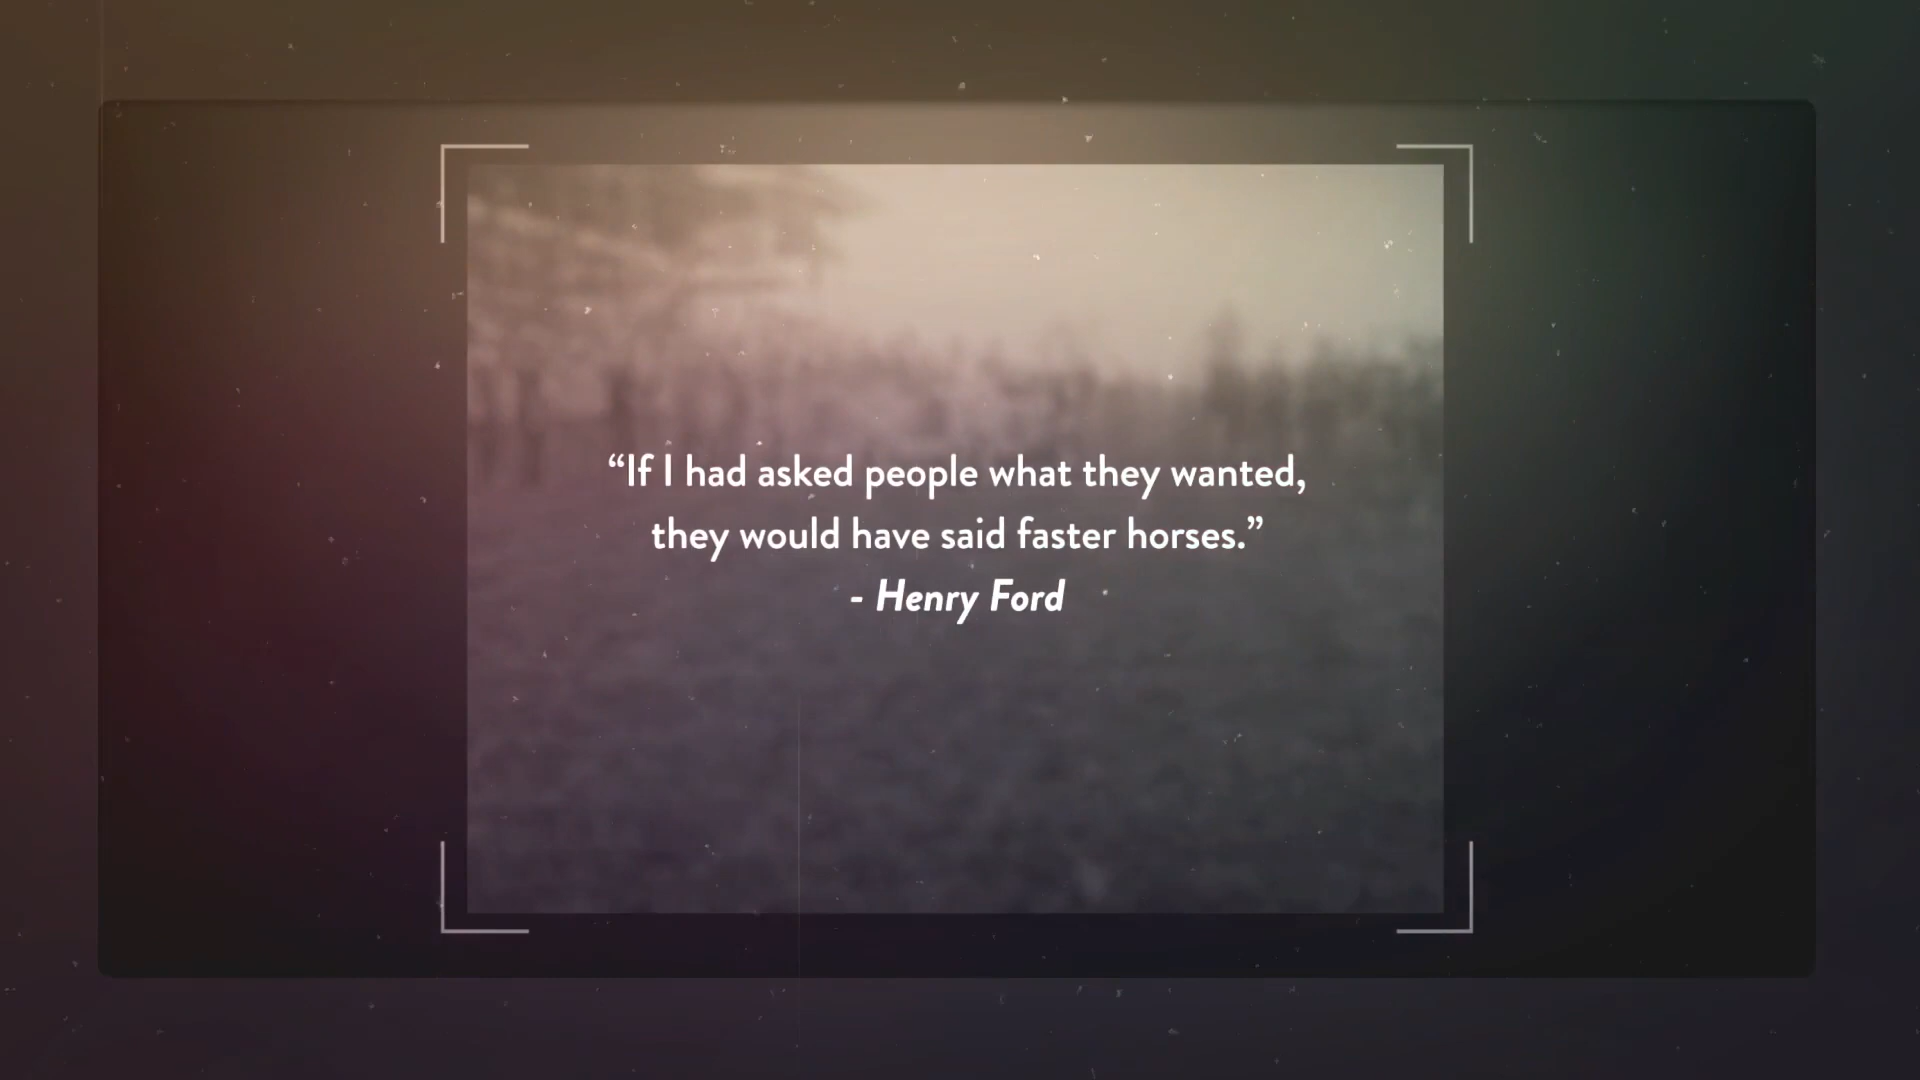 “If I had asked people what they wanted,
they would have said faster horses.”
- Henry Ford